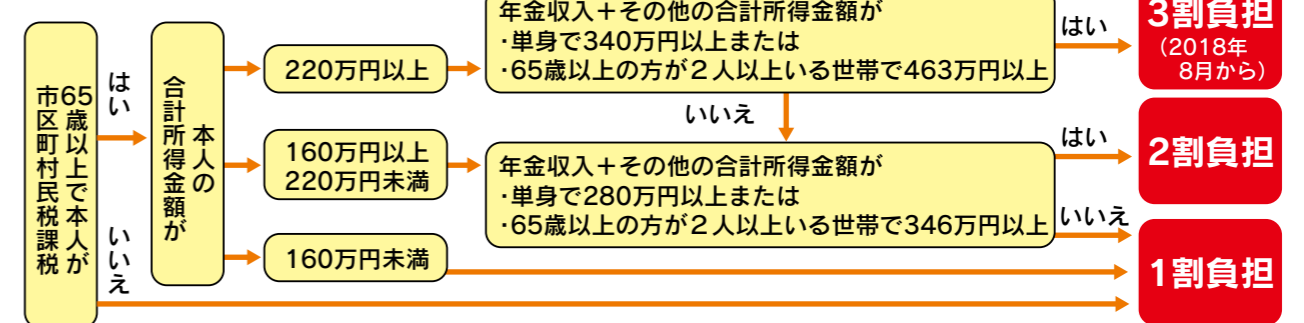 65歳以上で本人が
市区町村民税課税
はい
いいえ
本人の
合計所得金額が
220万円以上
160万円以上
220万円未満
160万円未満
年金収入＋その他の合計所得金額が
・単身で340万円以上または
・65歳以上の方が２人以上いる世帯で463万円以上
はい
いいえ
年金収入＋その他の合計所得金額が
・単身で280万円以上または
・65歳以上の方が２人以上いる世帯で346万円以上
はい
いいえ
3割負担
（2018年
8月から）
2割負担
1割負担